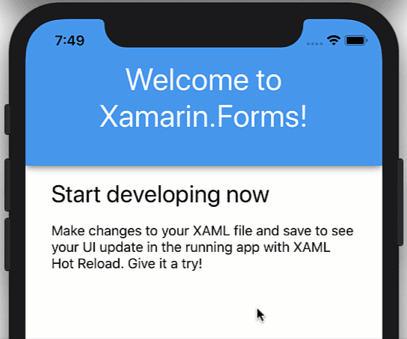 7:49
Welcome to
Xamarin.Forms!
Start developing now
Make changes to your XAML file and save to see
your UI update in the running app with XAML
Hot Reload. Give it a try!